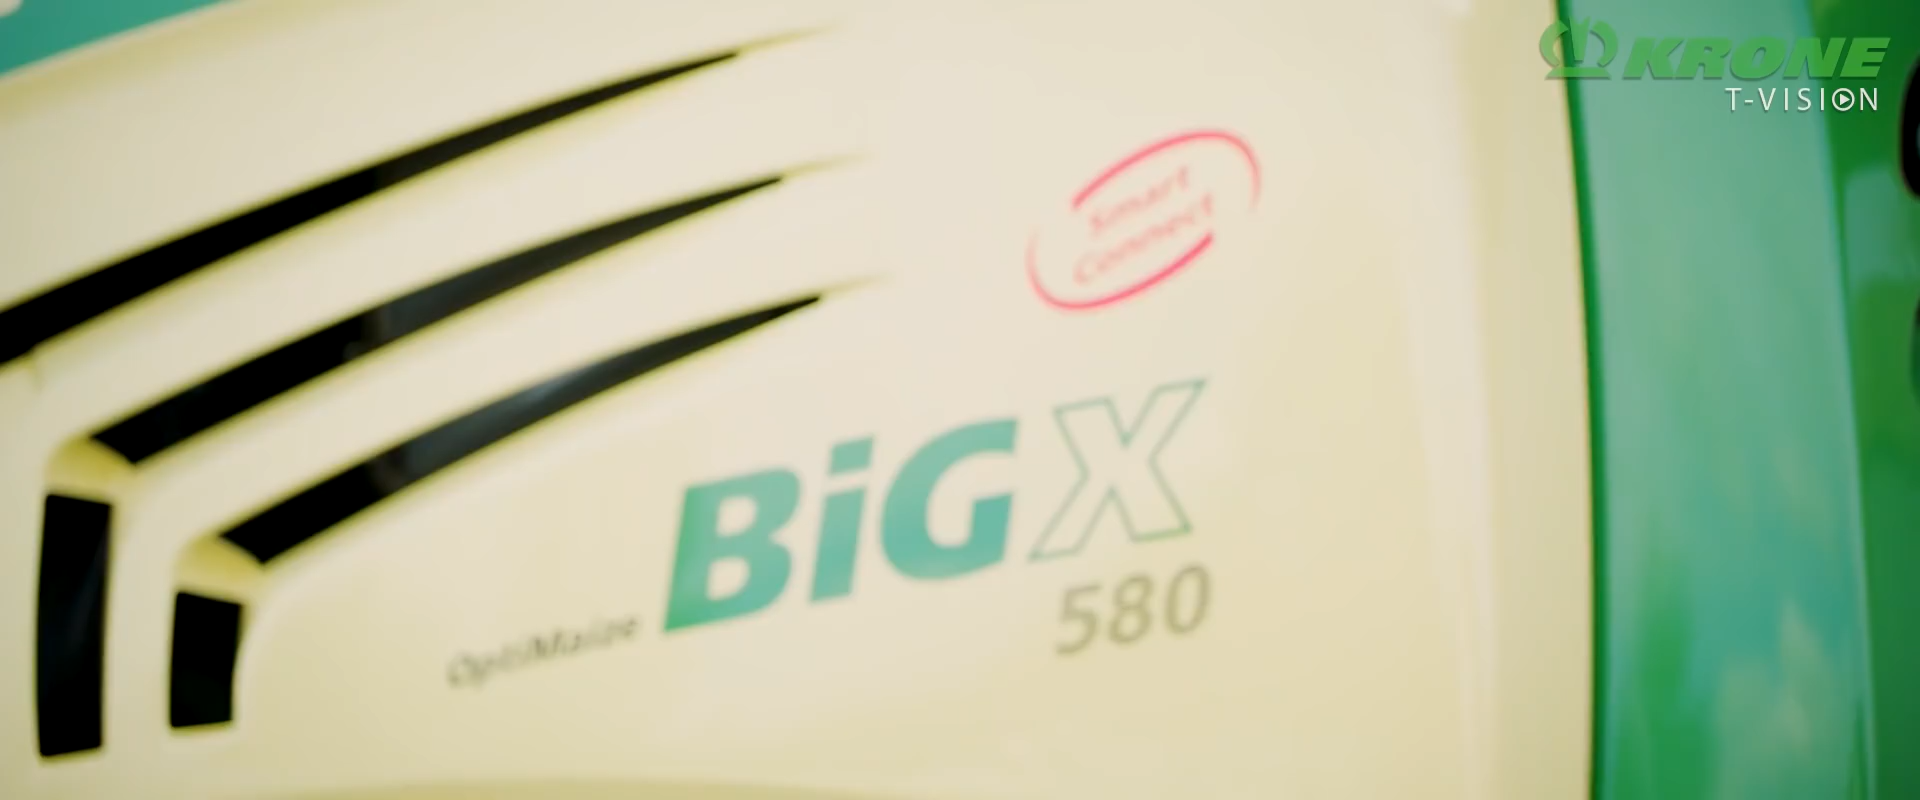 KRONE
T-VISION
Smart
Connect
BiG X
OptiMaize
580